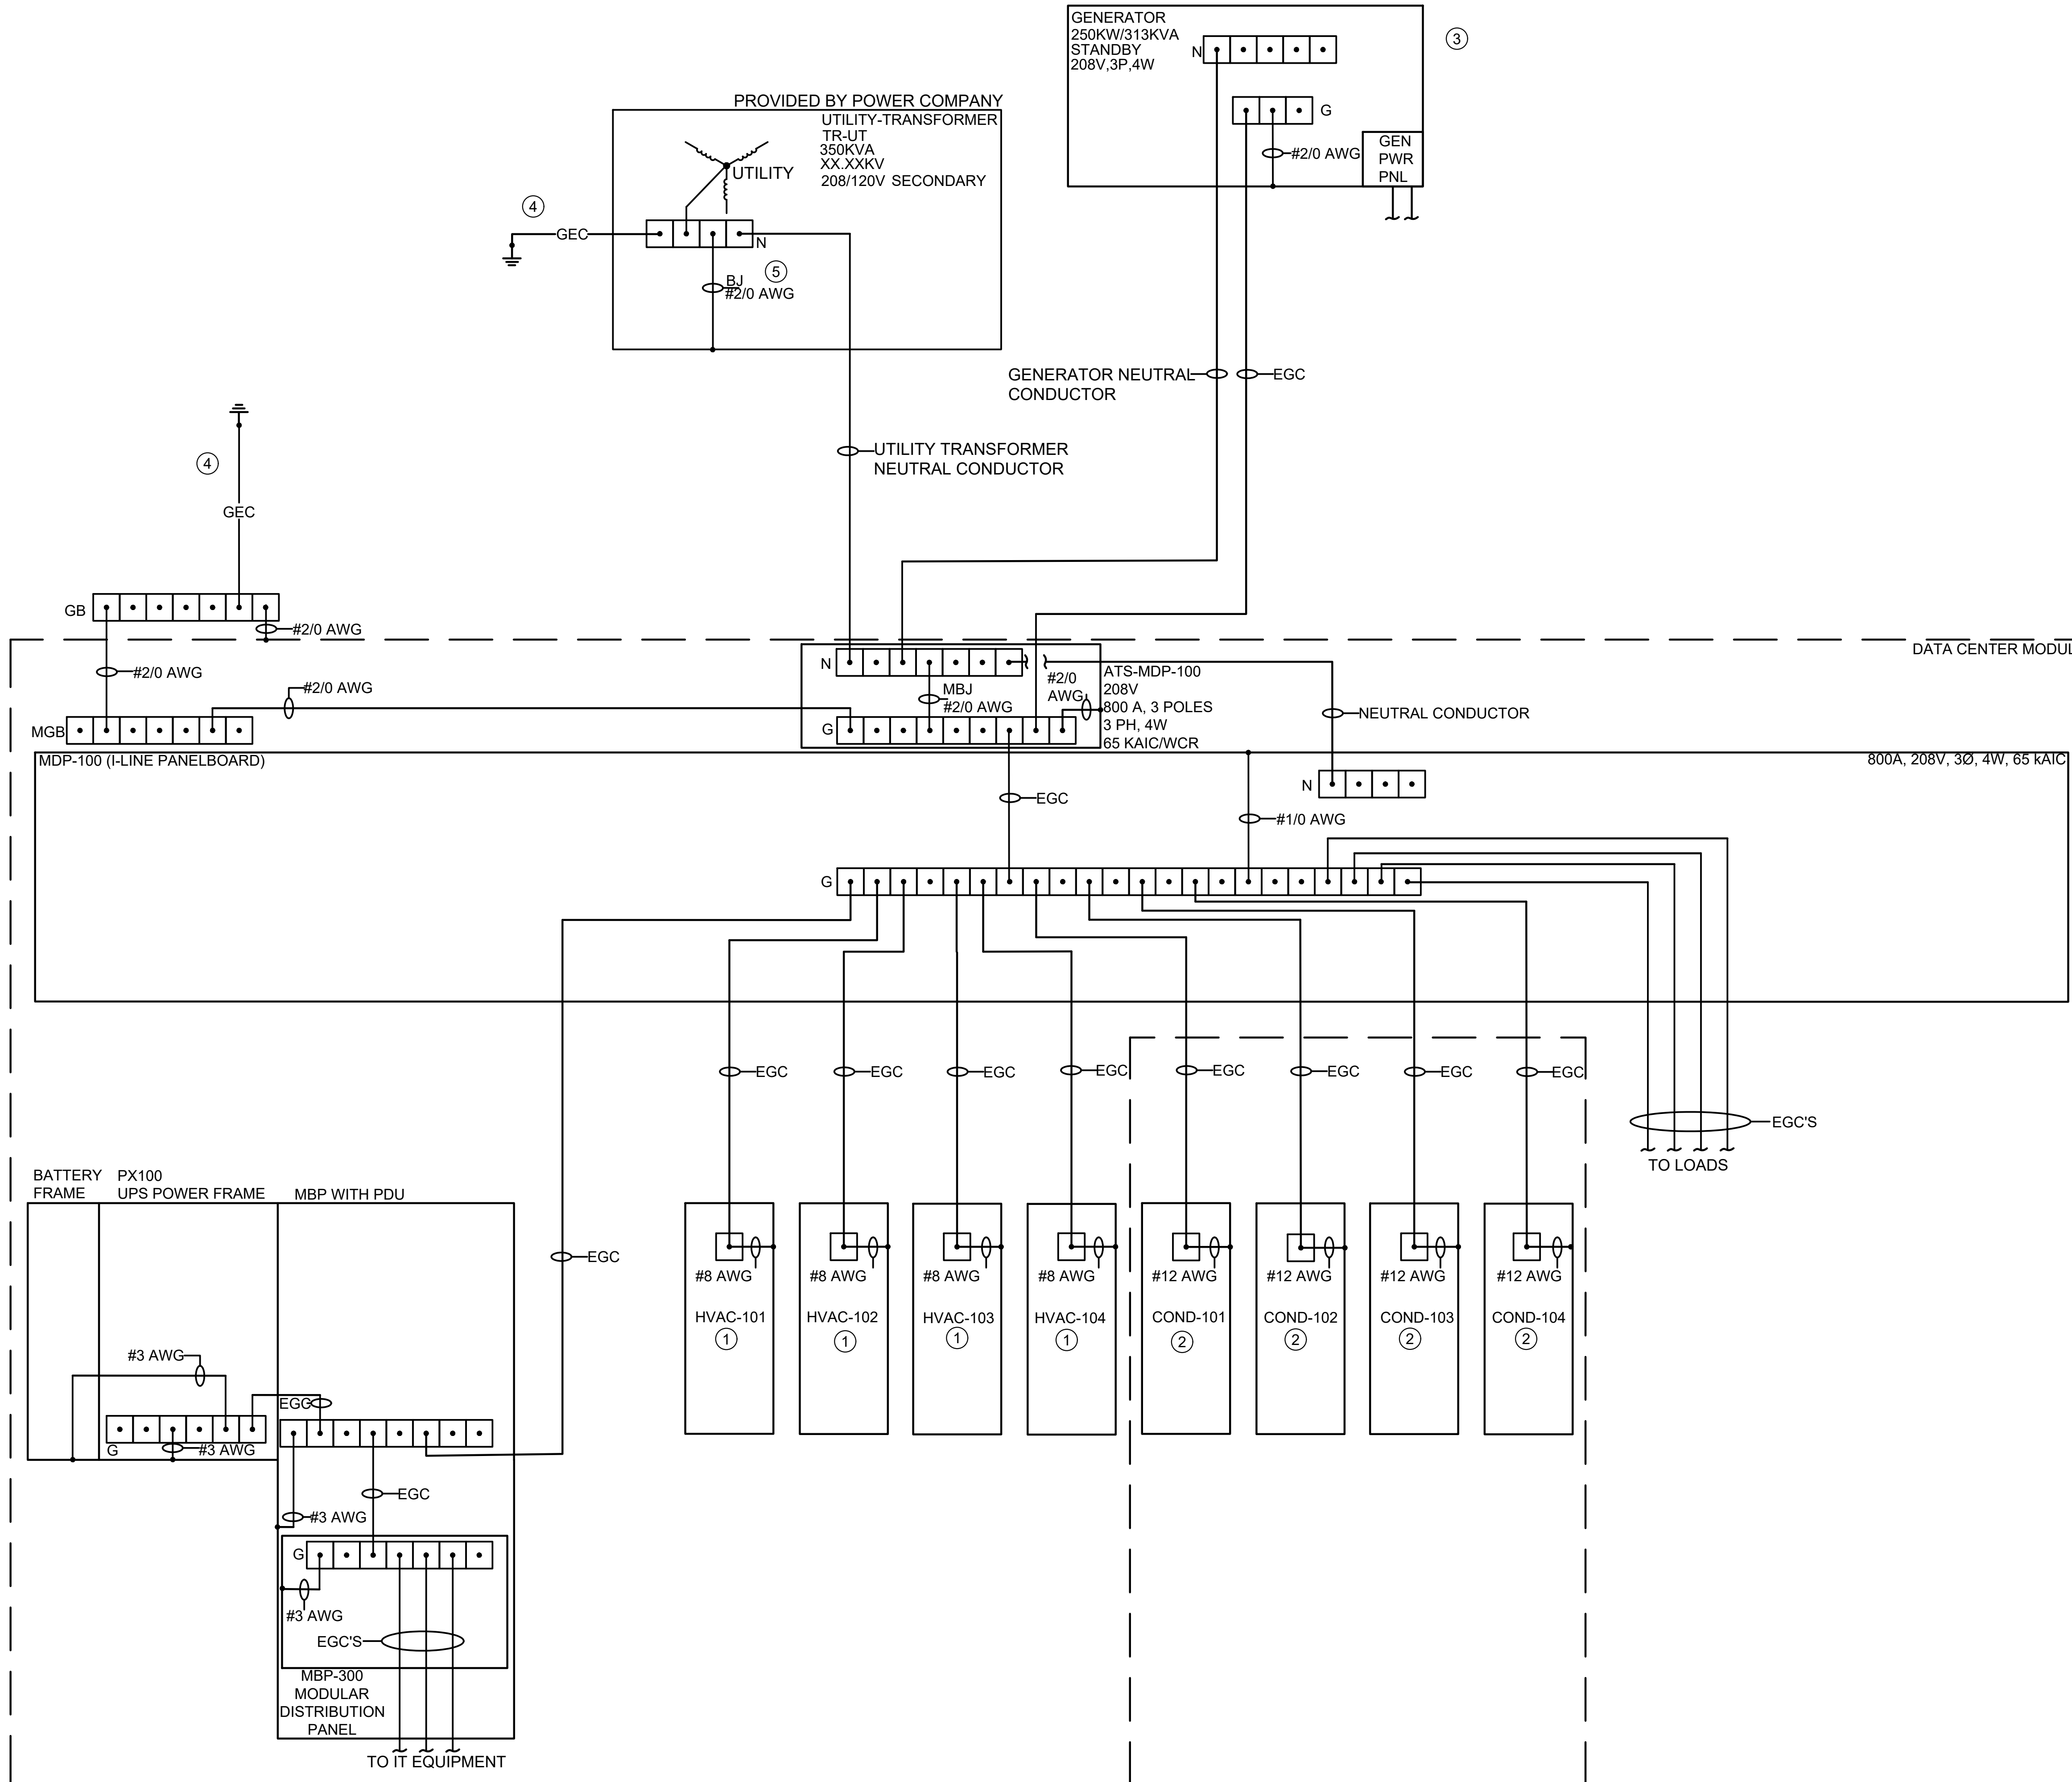 GENERATOR
250KW/313KVA
STANDBY
208V,3P,4W
N
3
G
#2/0 AWG
GEN
PWR
PNL
PROVIDED BY POWER COMPANY
UTILITY-TRANSFORMER
TR-UT
350KVA
XX.XXKV
208/120V SECONDARY
UTILITY
4
GEC
N
5
BJ
#2/0 AWG
GENERATOR NEUTRAL
CONDUCTOR
EGC
UTILITY TRANSFORMER
NEUTRAL CONDUCTOR
4
GEC
GB
#2/0 AWG
DATA CENTER MODUL
#2/0 AWG
#2/0 AWG
MGB
N
MBJ
#2/0 AWG
#2/0
AWG
G
ATS-MDP-100
208V
800 A, 3 POLES
3 PH, 4W
65 KAIC/WCR
NEUTRAL CONDUCTOR
MDP-100 (I-LINE PANELBOARD)
800A, 208V, 3Ø, 4W, 65 kAIC
N
EGC
#1/0 AWG
G
EGC
EGC
EGC
EGC
EGC
EGC
EGC
EGC
EGC'S
TO LOADS
BATTERY
FRAME
PX100
UPS POWER FRAME
MBP WITH PDU
EGC
#8 AWG
#8 AWG
#8 AWG
#8 AWG
#12 AWG
#12 AWG
#12 AWG
#12 AWG
HVAC-101
HVAC-102
HVAC-103
HVAC-104
COND-101
COND-102
COND-103
COND-104
1
1
1
1
2
2
2
2
#3 AWG
EGC
G
#3 AWG
EGC
#3 AWG
G
#3 AWG
EGC'S
MBP-300
MODULAR
DISTRIBUTION
PANEL
TO IT EQUIPMENT